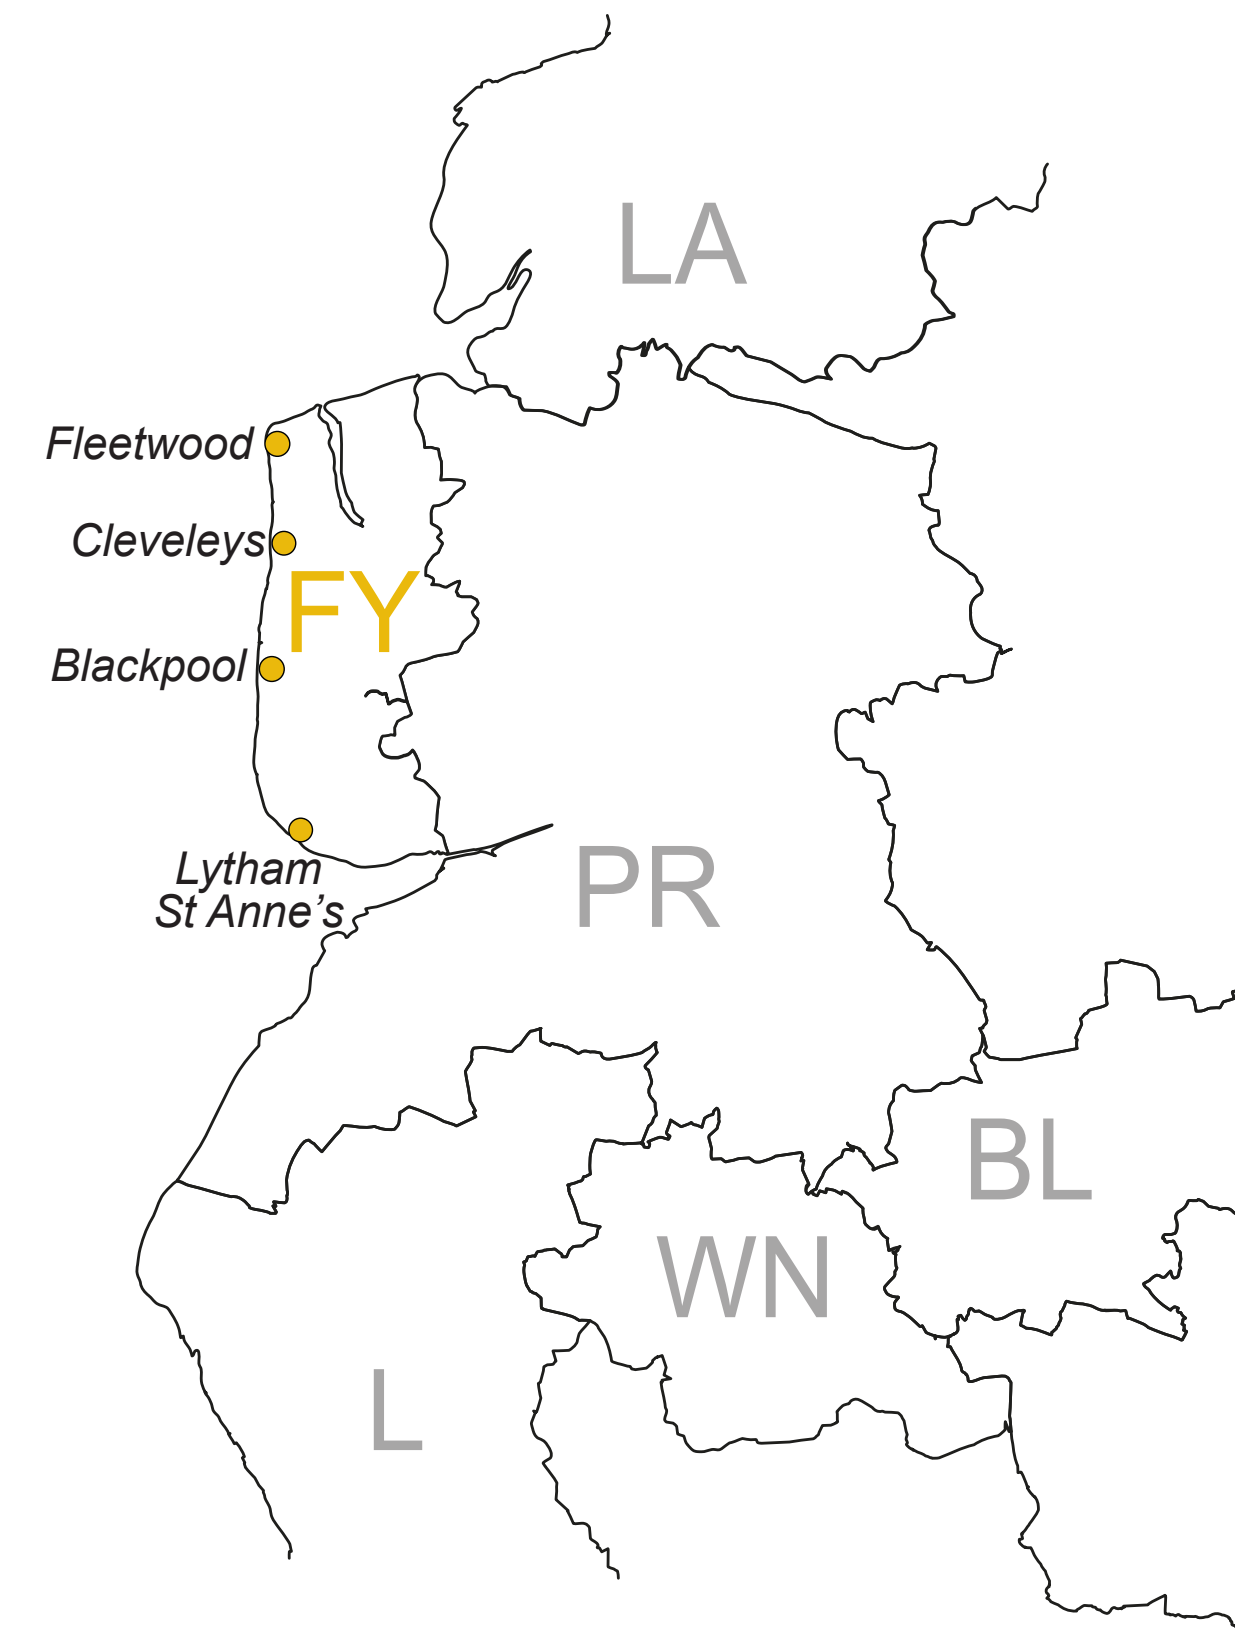 LA
Fleetwood
Cleveleys
FY
Blackpool
Lytham
St Anne’s
PR
BL
WN
L